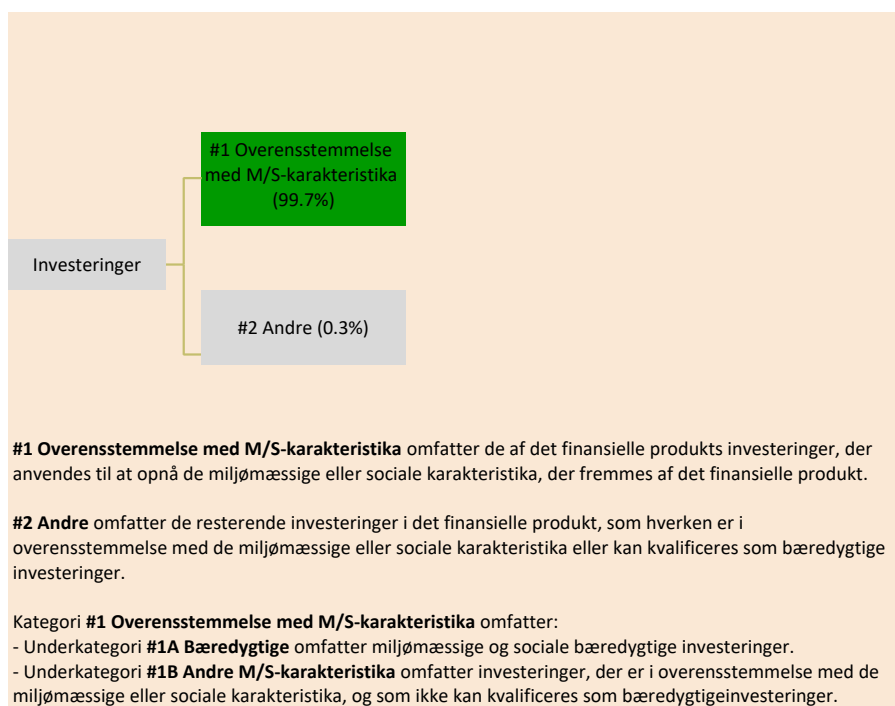 #1 Overensstemmelse
med M/S-karakteristika
(99.7%)
Investeringer
#2 Andre (0.3%)
#1 Overensstemmelse med M/S-karakteristika omfatter de af det finansielle produkts investeringer, der
anvendes til at opnå de miljømæssige eller sociale karakteristika, der fremmes af det finansielle produkt.
#2 Andre omfatter de resterende investeringer i det finansielle produkt, som hverken er i
overensstemmelse med de miljømæssige eller sociale karakteristika eller kan kvalificeres som bæredygtige
investeringer.
Kategori #1 Overensstemmelse med M/S-karakteristika omfatter:
- Underkategori #1A Bæredygtige omfatter miljømæssige og sociale bæredygtige investeringer.
- Underkategori #1B Andre M/S-karakteristika omfatter investeringer, der er i overensstemmelse med de
miljømæssige eller sociale karakteristika, og som ikke kan kvalificeres som bæredygtigeinvesteringer.